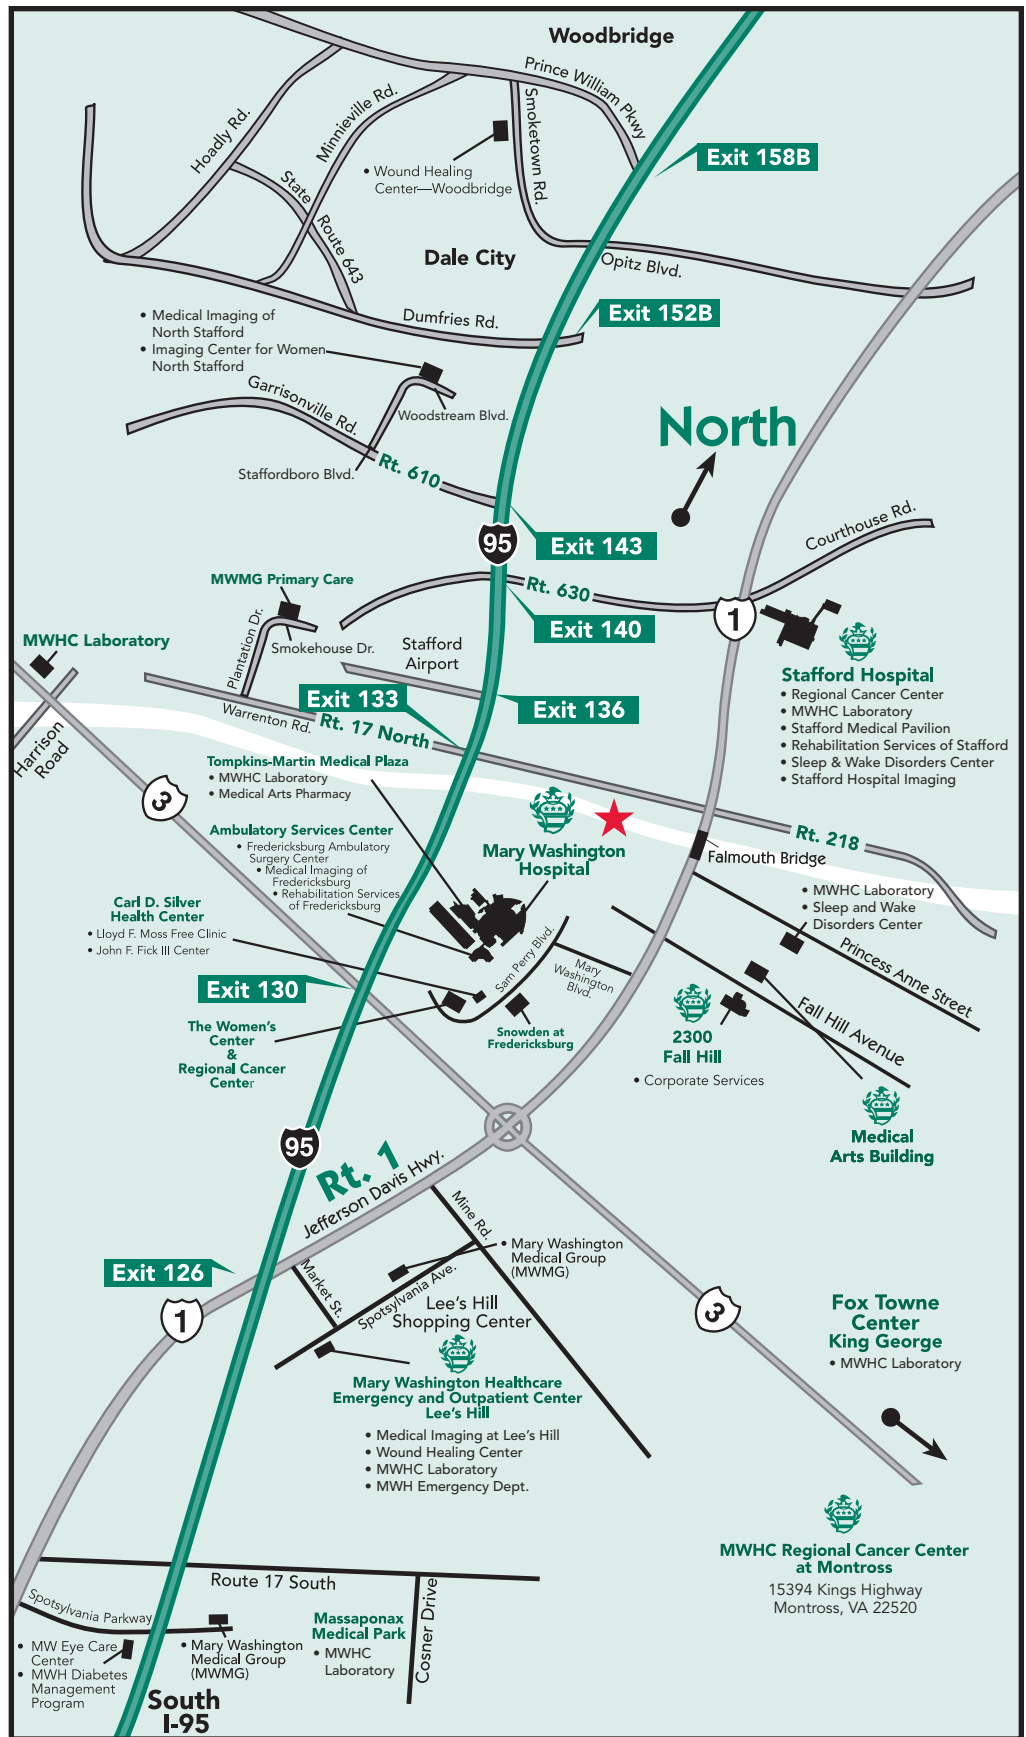 Woodbridge
Prince William Pkwy
Hoadly Rd.
Minnieville Rd.
Smoketown Rd.
• Wound Healing
Center—Woodbridge
Exit 158B
State Route 643
Dale City
Opitz Blvd.
Exit 152B
Dumfries Rd.
• Medical Imaging of
North Stafford
• Imaging Center for Women
North Stafford
Garrisonville Rd.
Woodstream Blvd.
Staffordboro Blvd.
Rt. 610
North
95
Exit 143
Courthouse Rd.
MWMG Primary Care
Rt. 630
Plantation Dr.
Smokehouse Dr.
Exit 140
1
MWHC Laboratory
Stafford
Airport
Stafford Hospital
• Regional Cancer Center
• MWHC Laboratory
• Stafford Medical Pavilion
• Rehabilitation Services of Stafford
• Sleep & Wake Disorders Center
• Stafford Hospital Imaging
Exit 133
Exit 136
Warrenton Rd.
Rt. 17 North
Harrison
Road
3
Tompkins-Martin Medical Plaza
• MWHC Laboratory
• Medical Arts Pharmacy
Ambulatory Services Center
• Fredericksburg Ambulatory
Surgery Center
• Medical Imaging of
Fredericksburg
• Rehabilitation Services
of Fredericksburg
Mary Washington
Hospital
Rt. 218
Falmouth Bridge
Carl D. Silver
Health Center
• Lloyd F. Moss Free Clinic
• John F. Fick III Center
• MWHC Laboratory
• Sleep and Wake
Disorders Center
Princess Anne Street
Sam Perry Blvd.
Mary
Washington
Blvd.
Exit 130
Fall Hill Avenue
The Women's
Center
&
Regional Cancer
Center
Snowden at
Fredericksburg
2300
Fall Hill
• Corporate Services
Medical
Arts Building
95
Rt. 1
Jefferson Davis Hwy.
Mine Rd.
• Mary Washington
Medical Group
(MWMG)
Exit 126
Market St.
Spotsylvania Ave.
1
Lee's Hill
Shopping Center
3
Fox Towne
Center
King George
• MWHC Laboratory
Mary Washington Healthcare
Emergency and Outpatient Center
Lee's Hill
• Medical Imaging at Lee's Hill
• Wound Healing Center
• MWHC Laboratory
• MWH Emergency Dept.
MWHC Regional Cancer Center
at Montross
15394 Kings Highway
Montross, VA 22520
Route 17 South
Spotsylvania Parkway
Cosner Drive
Massaponax
Medical Park
• MWHC
Laboratory
• Mary Washington
Medical Group
(MWMG)
• MW Eye Care
Center
• MWH Diabetes
Management
Program
South
I-95